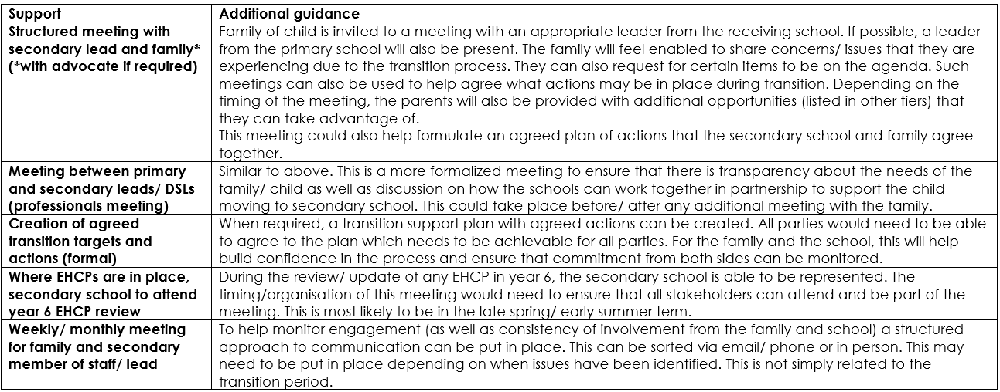 Support
Additional guidance
Structured meeting with
secondary lead and family*
(*with advocate if required)
Family of child is invited to a meeting with an appropriate leader from the receiving school. If possible, a leader
from the primary school will also be present. The family will feel enabled to share concerns/ issues that they are
experiencing due to the transition process. They can also request for certain items to be on the agenda. Such
meetings can also be used to help agree what actions may be in place during transition. Depending on the
timing of the meeting, the parents will also be provided with additional opportunities (listed in other tiers) that
they can take advantage of.
This meeting could also help formulate an agreed plan of actions that the secondary school and family agree
together.
Meeting between primary
and secondary leads/ DSLs
(professionals meeting)
Similar to above. This is a more formalized meeting to ensure that there is transparency about the needs of the
family/ child as well as discussion on how the schools can work together in partnership to support the child
moving to secondary school. This could take place before/ after any additional meeting with the family.
Creation of agreed
transition targets and
actions (formal)
When required, a transition support plan with agreed actions can be created. All parties would need to be able
to agree to the plan which needs to be achievable for all parties. For the family and the school, this will help
build confidence in the process and ensure that commitment from both sides can be monitored.
Where EHCPs are in place,
secondary school to attend
year 6 EHCP review
During the review/ update of any EHCP in year 6, the secondary school is able to be represented. The
timing/organisation of this meeting would need to ensure that all stakeholders can attend and be part of the
meeting. This is most likely to be in the late spring/ early summer term.
Weekly/ monthly meeting
for family and secondary
member of staff/ lead
To help monitor engagement (as well as consistency of involvement from the family and school) a structured
approach to communication can be put in place. This can be sorted via email/ phone or in person. This may
need to be put in place depending on when issues have been identified. This is not simply related to the
transition period.